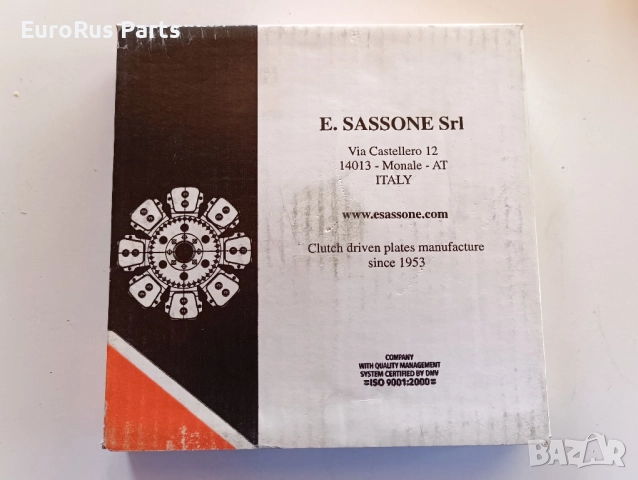 EuroRus Parts
E. SASSONE Srl
Via Castellero 12
14013 - Monale - AT
ITALY
www.esassone.com
Clutch driven plates manufacture
since 1953
COMPANY
WITH QUALITY MANAGEMENT
SYSTEM CERTIFIED BY DNV
=ISO 9001:2000=
BAZAR